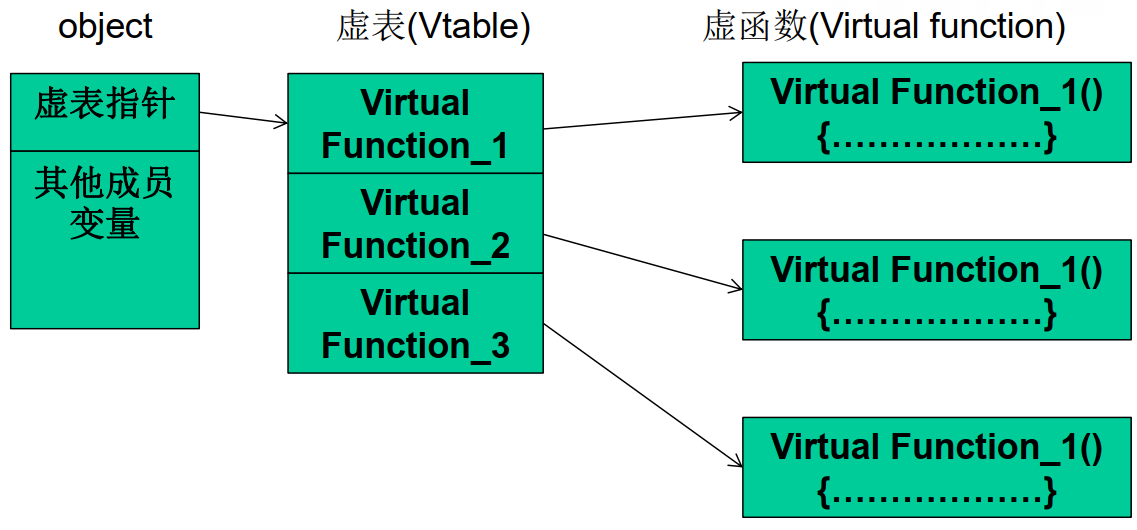 object
虚表(Vtable)
虚函数(Virtual function)
虚表指针
其他成员
变量
Virtual
Function_1
Virtual
Function_2
Virtual
Function_3
Virtual Function_1()
{………………}
Virtual Function_1()
{………………}
Virtual Function_1()
{………………}